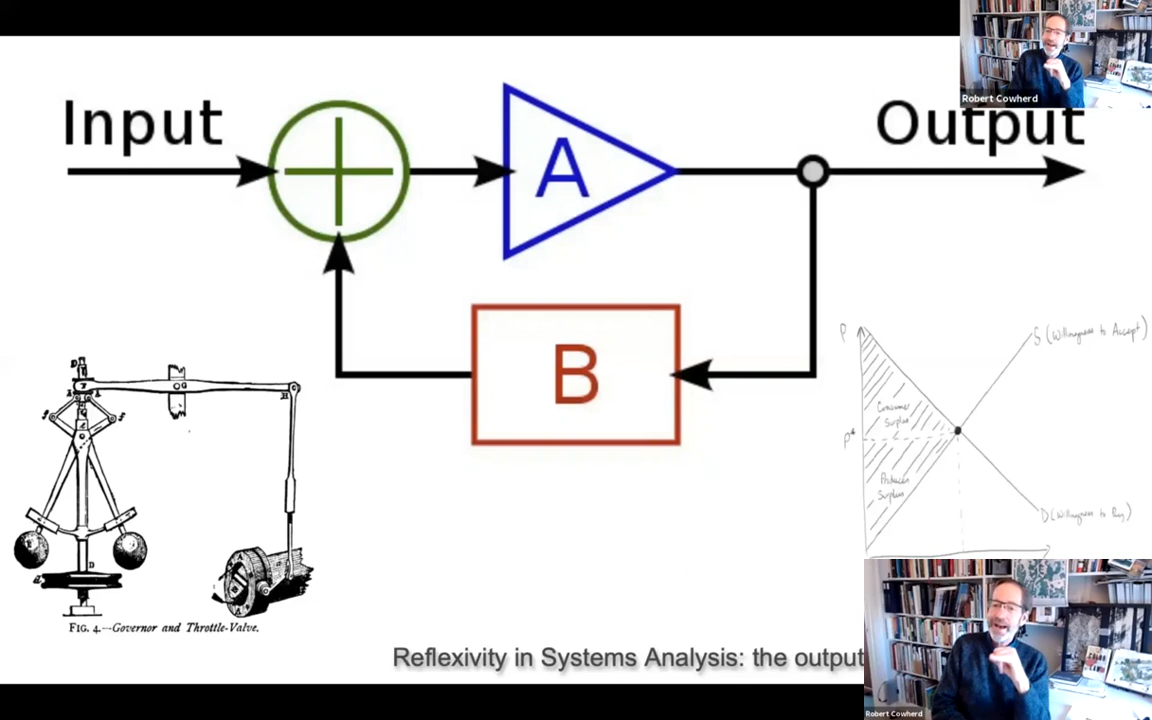 Input
Output
Robert Cowherd
A
B
P
S (Willingness to Accept)
Consumer
Surplus
P*
Producer
Surplus
D (Willingness to Pay)
FIG. 4.—Governor and Throttle-Valve.
Reflexivity in Systems Analysis: the output
Robert Cowherd